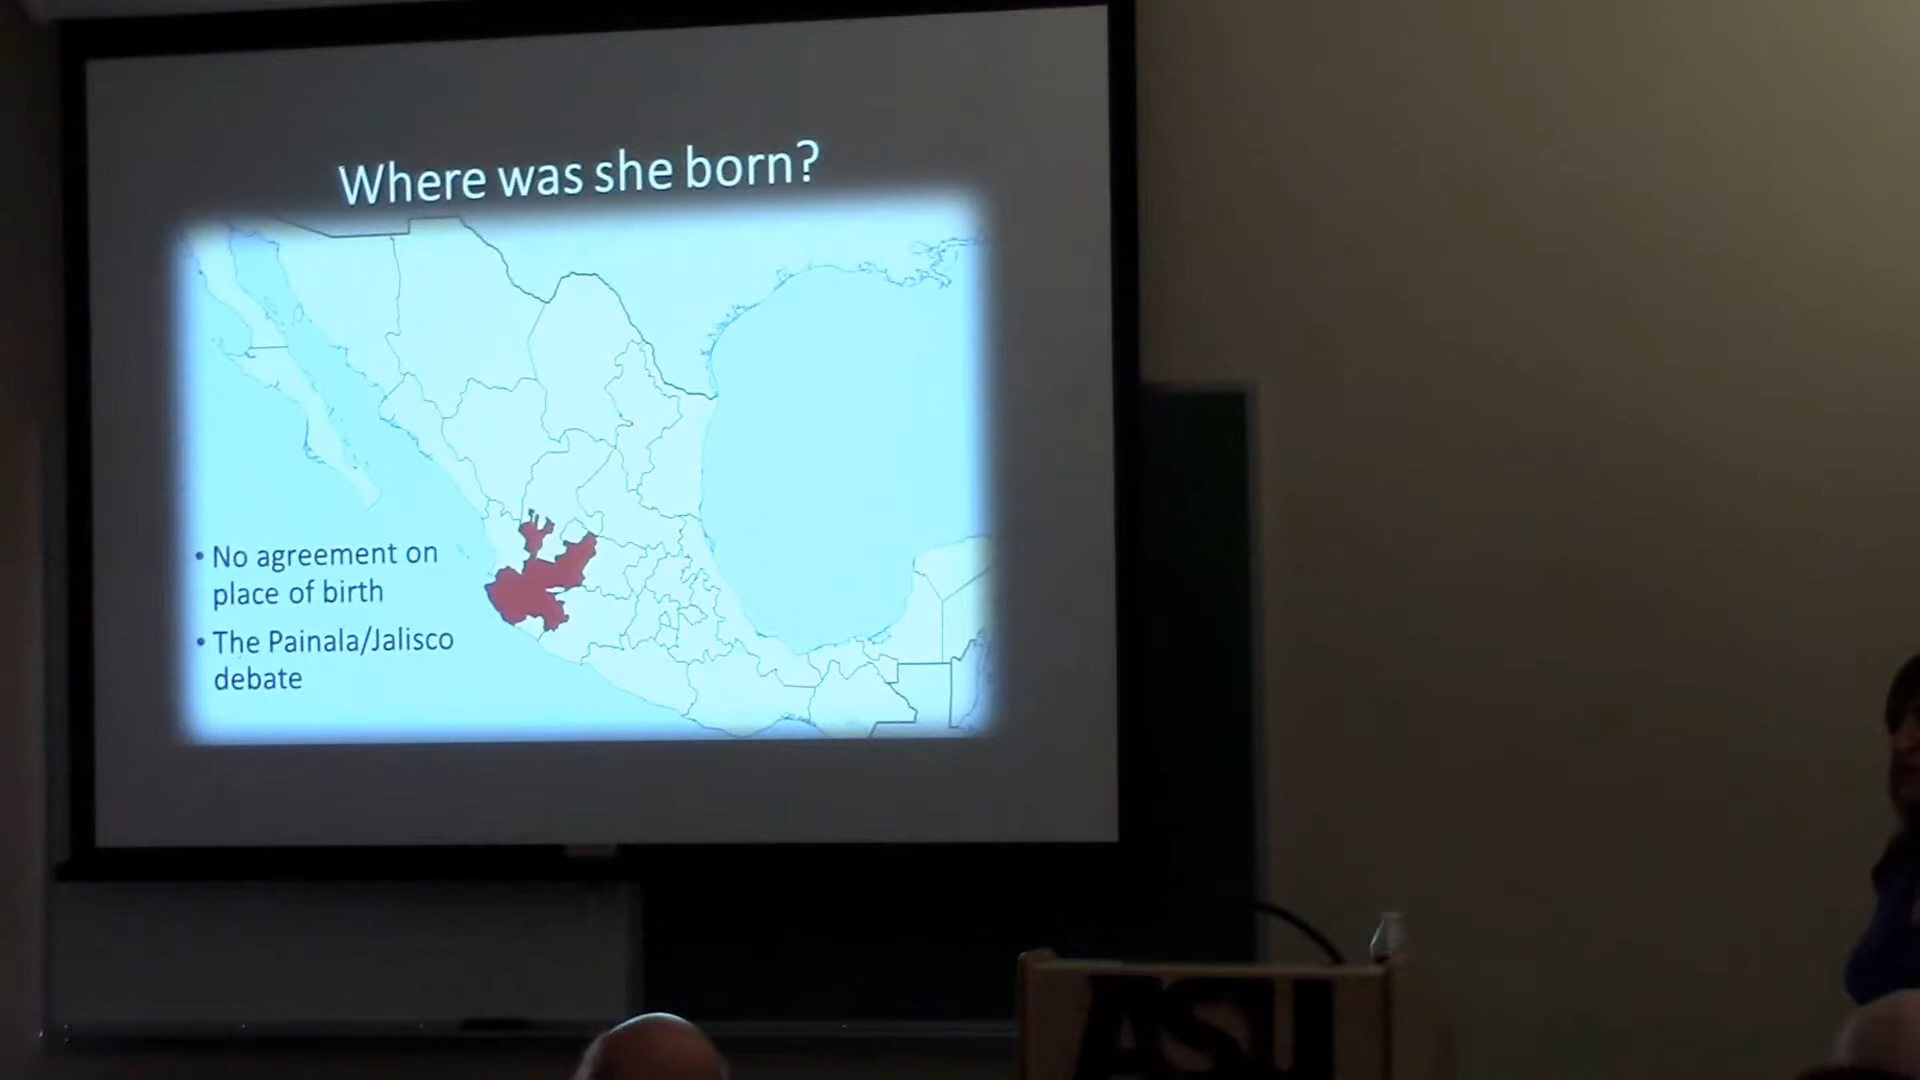 Where was she born?
• No agreement on
place of birth
• The Painala/Jalisco
debate
ASU